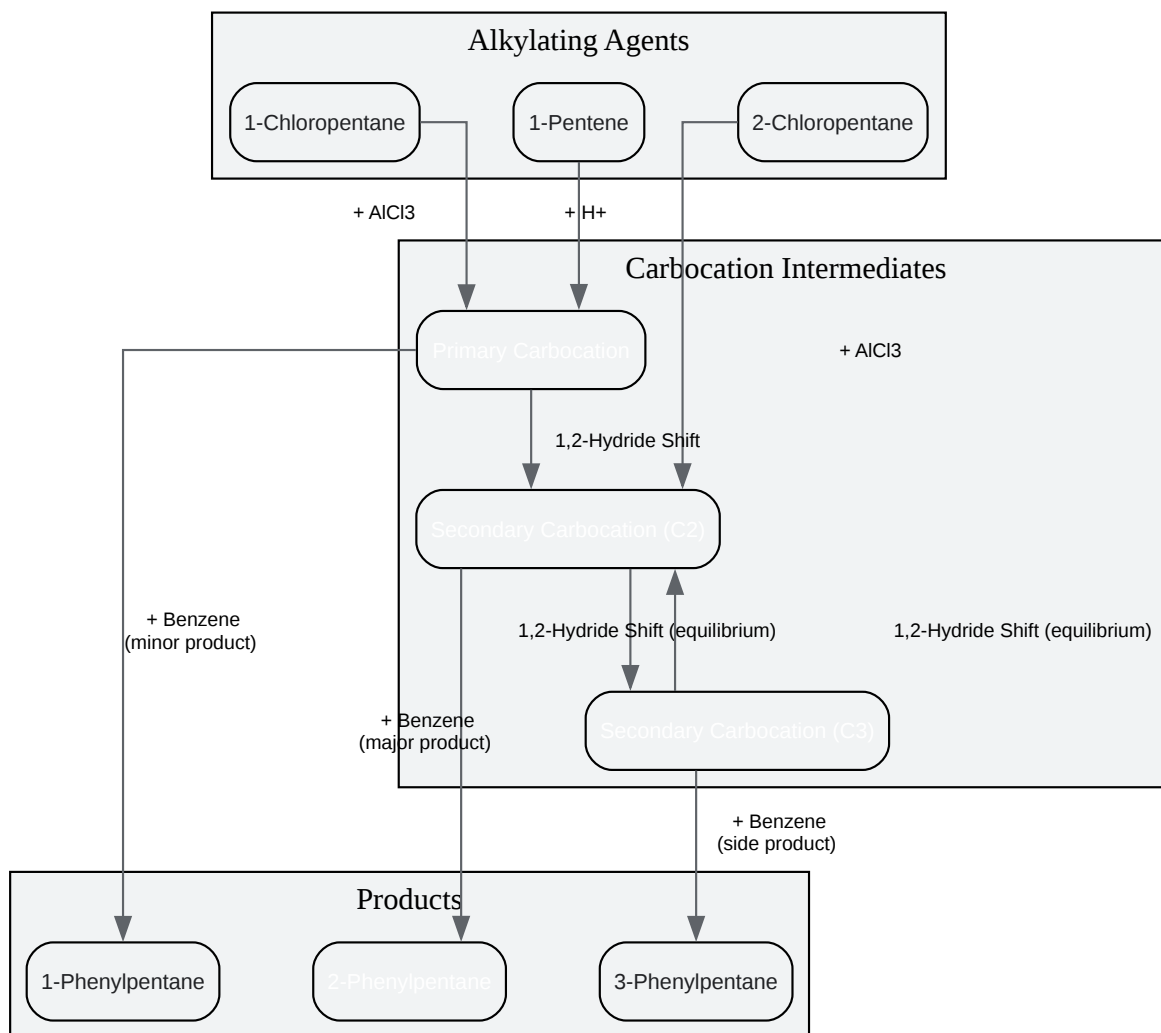 Alkylating Agents
1-Chloropentane
1-Pentene
2-Chloropentane
+ AlCl3
+ H+
Carbocation Intermediates
Primary Carbocation
+ AlCl3
1,2-Hydride Shift
Secondary Carbocation (C2)
+ Benzene
(minor product)
1,2-Hydride Shift (equilibrium)
1,2-Hydride Shift (equilibrium)
+ Benzene
(major product)
Secondary Carbocation (C3)
+ Benzene
(side product)
Products
1-Phenylpentane
2-Phenylpentane
3-Phenylpentane